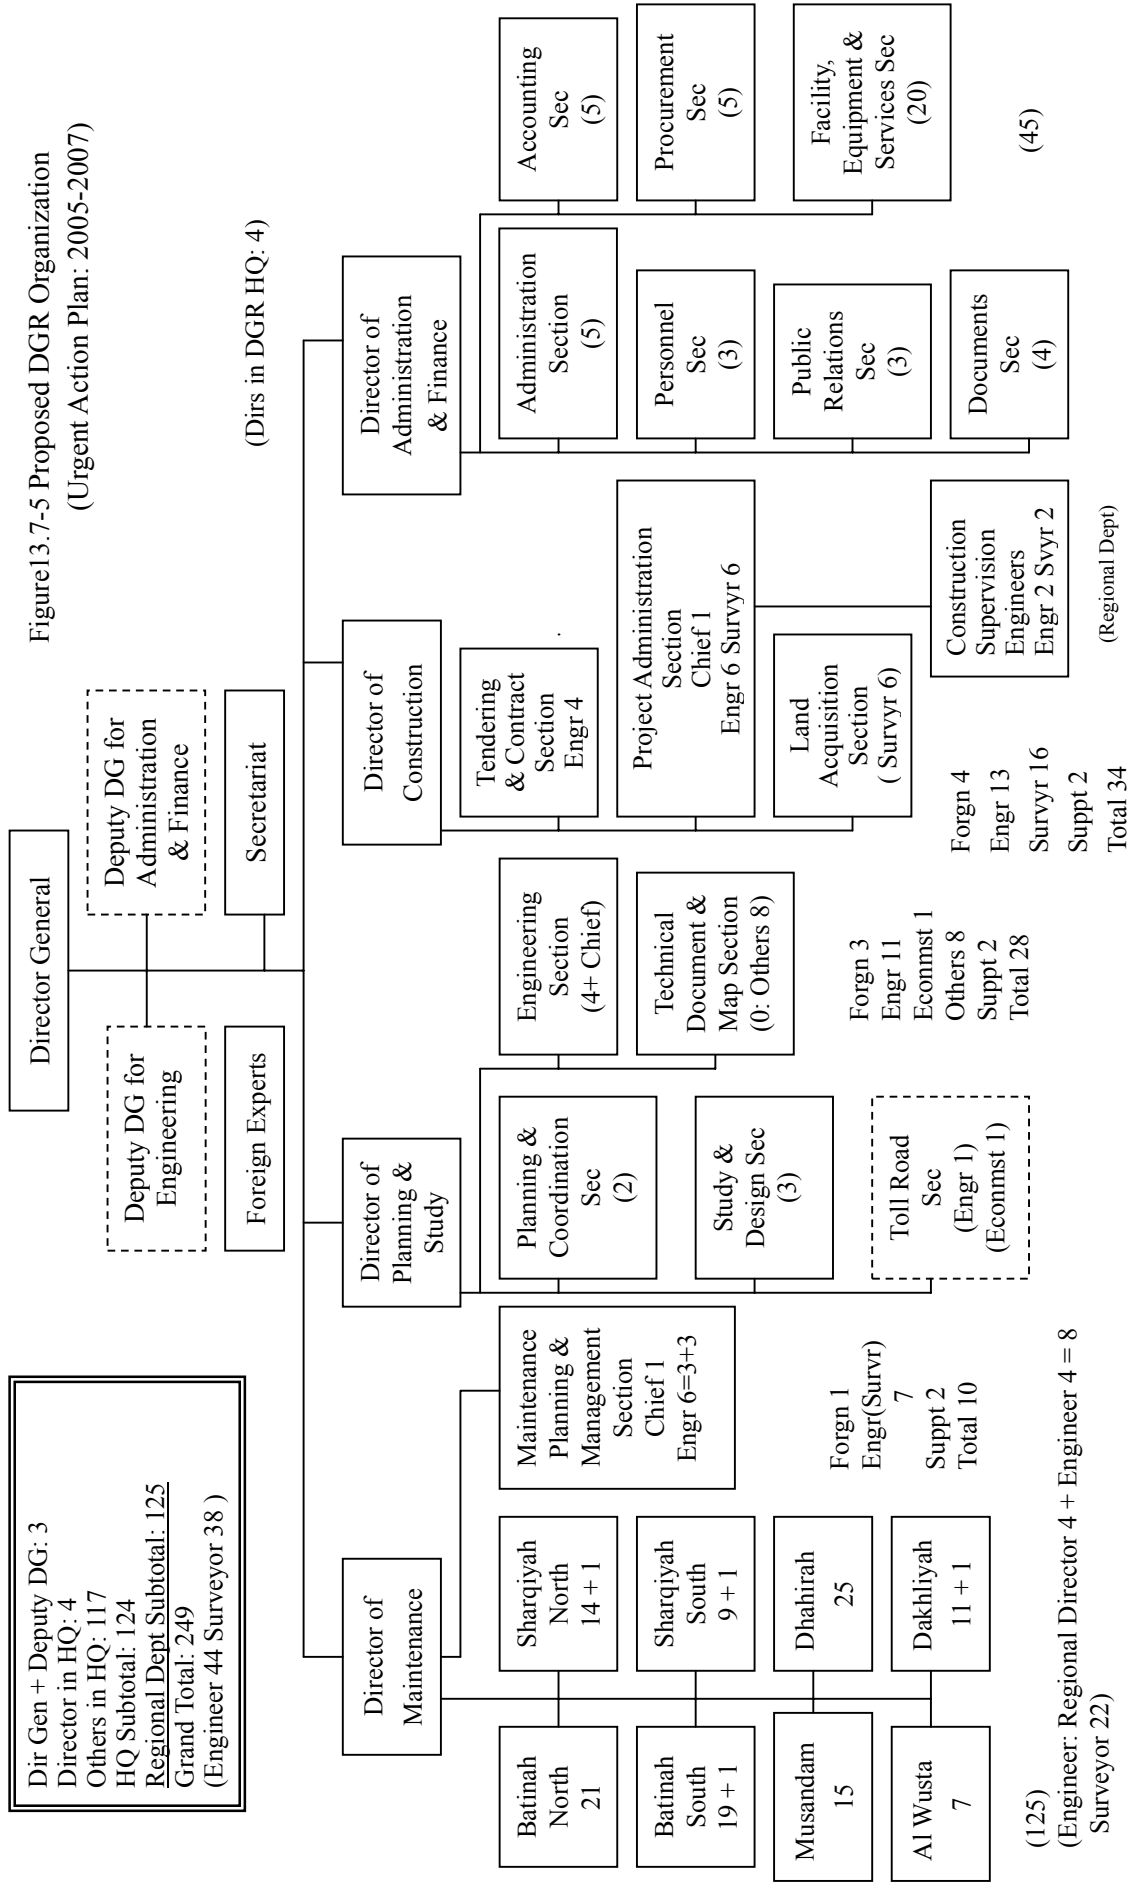 Figure13.7-5 Proposed DGR Organization
(Urgent Action Plan: 2005-2007)
Dir Gen + Deputy DG: 3
Director in HQ: 4
Others in HQ: 117
HQ Subtotal: 124
Regional Dept Subtotal: 125
Grand Total: 249
(Engineer 44 Surveyor 38 )
Director General
Deputy DG for
Engineering
Deputy DG for
Administration
& Finance
Foreign Experts
Secretariat
(Dirs in DGR HQ: 4)
Director of
Maintenance
Director of
Planning &
Study
Director of
Construction
Director of
Administration
& Finance
Batinah
North
21
Sharqiyah
North
14 + 1
Batinah
South
19 + 1
Sharqiyah
South
9 + 1
Musandam
15
Dhahirah
25
Al Wusta
7
Dakhliyah
11 + 1
(125)
(Engineer: Regional Director 4 + Engineer 4 = 8
Surveyor 22)
Maintenance
Planning &
Management
Section
Chief 1
Engr 6=3+3
Forgn 1
Engr(Survr)
7
Suppt 2
Total 10
Planning &
Coordination
Sec
(2)
Study &
Design Sec
(3)
Toll Road
Sec
(Engr 1)
(Econmst 1)
Engineering
Section
(4+ Chief)
Technical
Document &
Map Section
(0: Others 8)
Forgn 3
Engr 11
Econmst 1
Others 8
Suppt 2
Total 28
Tendering
& Contract
Section
Engr 4
Project Administration
Section
Chief 1
Engr 6 Survyr 6
Land
Acquisition
Section
( Survyr 6)
Construction
Supervision
Engineers
Engr 2 Svyr 2
(Regional Dept)
Forgn 4
Engr 13
Survyr 16
Suppt 2
Total 34
Administration
Section
(5)
Personnel
Sec
(3)
Public
Relations
Sec
(3)
Documents
Sec
(4)
Accounting
Sec
(5)
Procurement
Sec
(5)
Facility,
Equipment &
Services Sec
(20)
(45)